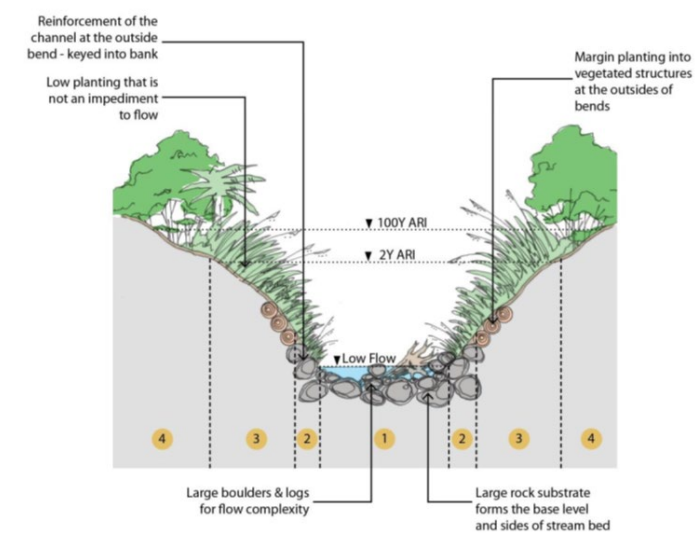 Reinforcement of the
channel at the outside
bend - keyed into bank
Low planting that is
not an impediment
to flow
Margin planting into
vegetated structures
at the outsides of
bends
100Y ARI
2Y ARI
Low Flow
4
3
2
1
2
3
4
Large boulders & logs
for flow complexity
Large rock substrate
forms the base level
and sides of stream bed